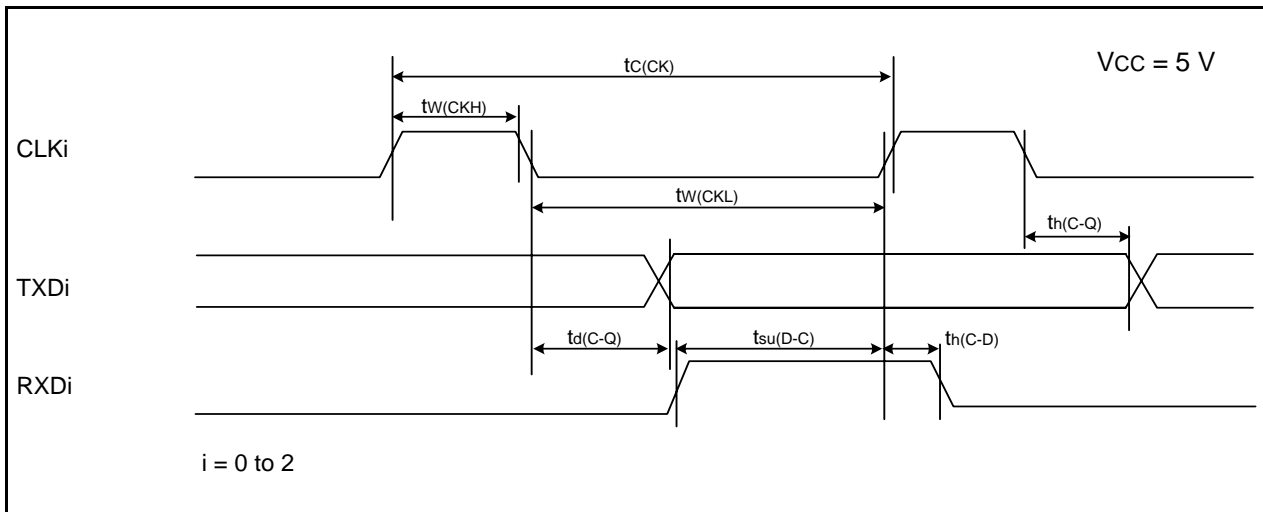 VCC = 5 V
tC(CK)
tW(CKH)
CLKi
tW(CKL)
th(C-Q)
TXDi
td(C-Q)
tsu(D-C)
th(C-D)
RXDi
i = 0 to 2